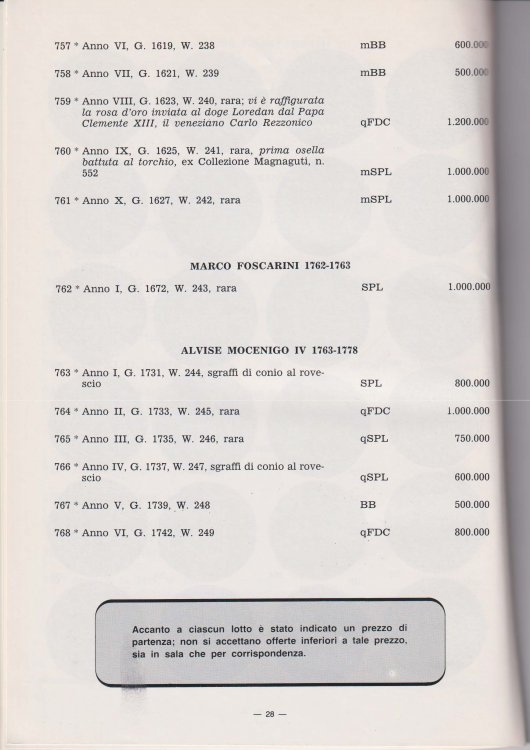 757 * Anno VI, G. 1619, W. 238 mBB 600.000
758 * Anno VII, G. 1621, W. 239 mBB 500.000
759 * Anno VIII, G. 1623, W. 240, rara; vi è raffigurata
la rosa d'oro inviata al doge Loredan dal Papa
Clemente XIII, il veneziano Carlo Rezzonico qFDC 1.200.000
760 * Anno IX, G. 1625, W. 241, rara, prima osella
battuta al torchio, ex Collezione Magnaguti, n.
552 mSPL 1.000.000
761 * Anno X, G. 1627, W. 242, rara mSPL 1.000.000
MARCO FOSCARINI 1762-1763
762 * Anno I, G. 1672, W. 243, rara SPL 1.000.000
ALVISE MOCENIGO IV 1763-1778
763 * Anno I, G. 1731, W. 244, sgraffi di conio al rove-
scio SPL 800.000
764 * Anno II, G. 1733, W. 245, rara qFDC 1.000.000
765 * Anno III, G. 1735, W. 246, rara qSPL 750.000
766 * Anno IV, G. 1737, W. 247, sgraffi di conio al rove-
scio qSPL 600.000
767 * Anno V, G. 1739, W. 248 BB 500.000
768 * Anno VI, G. 1742, W. 249 qFDC 800.000
Accanto a ciascun lotto è stato indicato un prezzo di
partenza; non si accettano offerte inferiori a tale prezzo,
sia in sala che per corrispondenza.
— 28 —